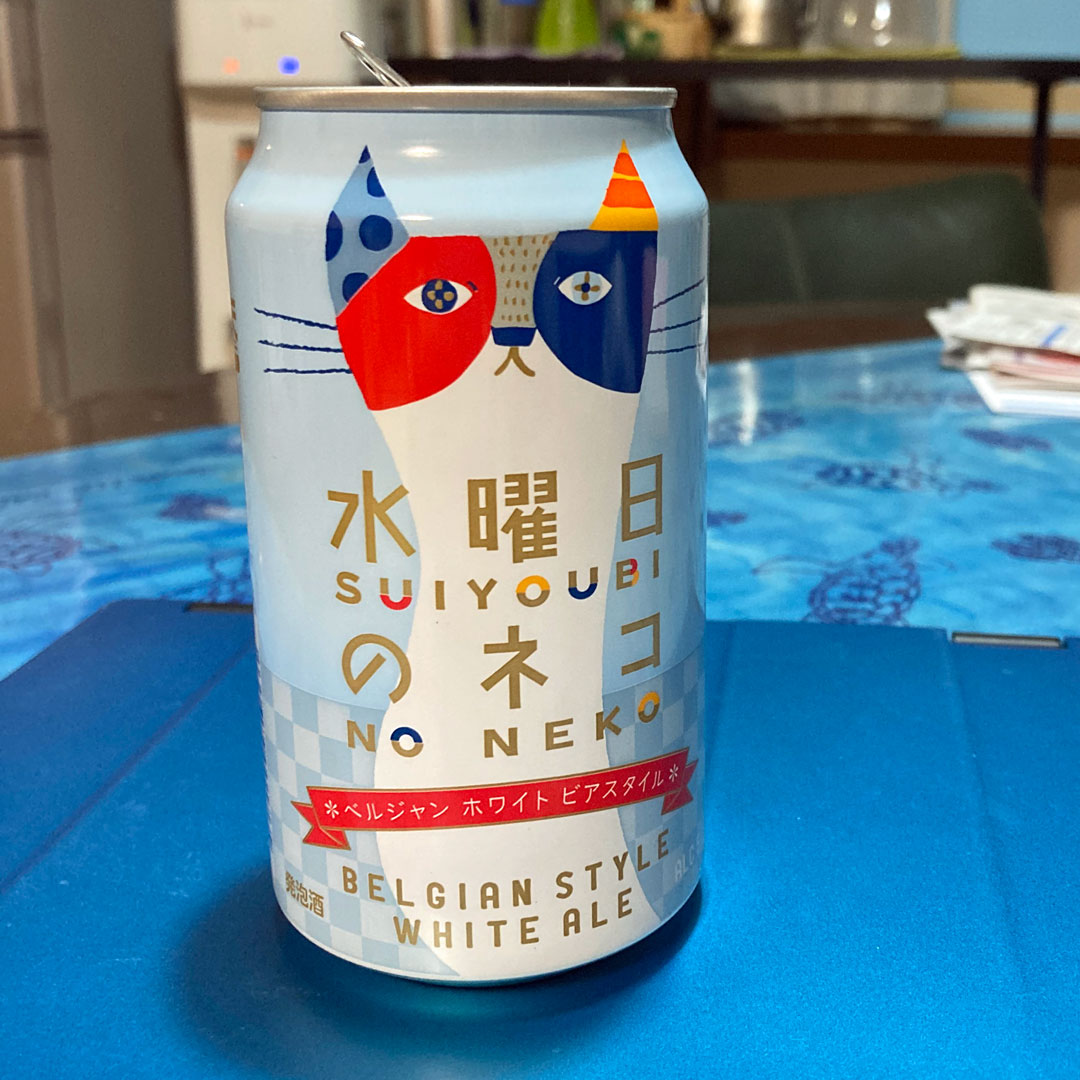 水曜日
SUIYOUBI
のネコ
NO NEKO
*ベルジャン ホワイト ビアスタイル*
BELGIAN STYLE
WHITE ALE
発泡酒
ALC